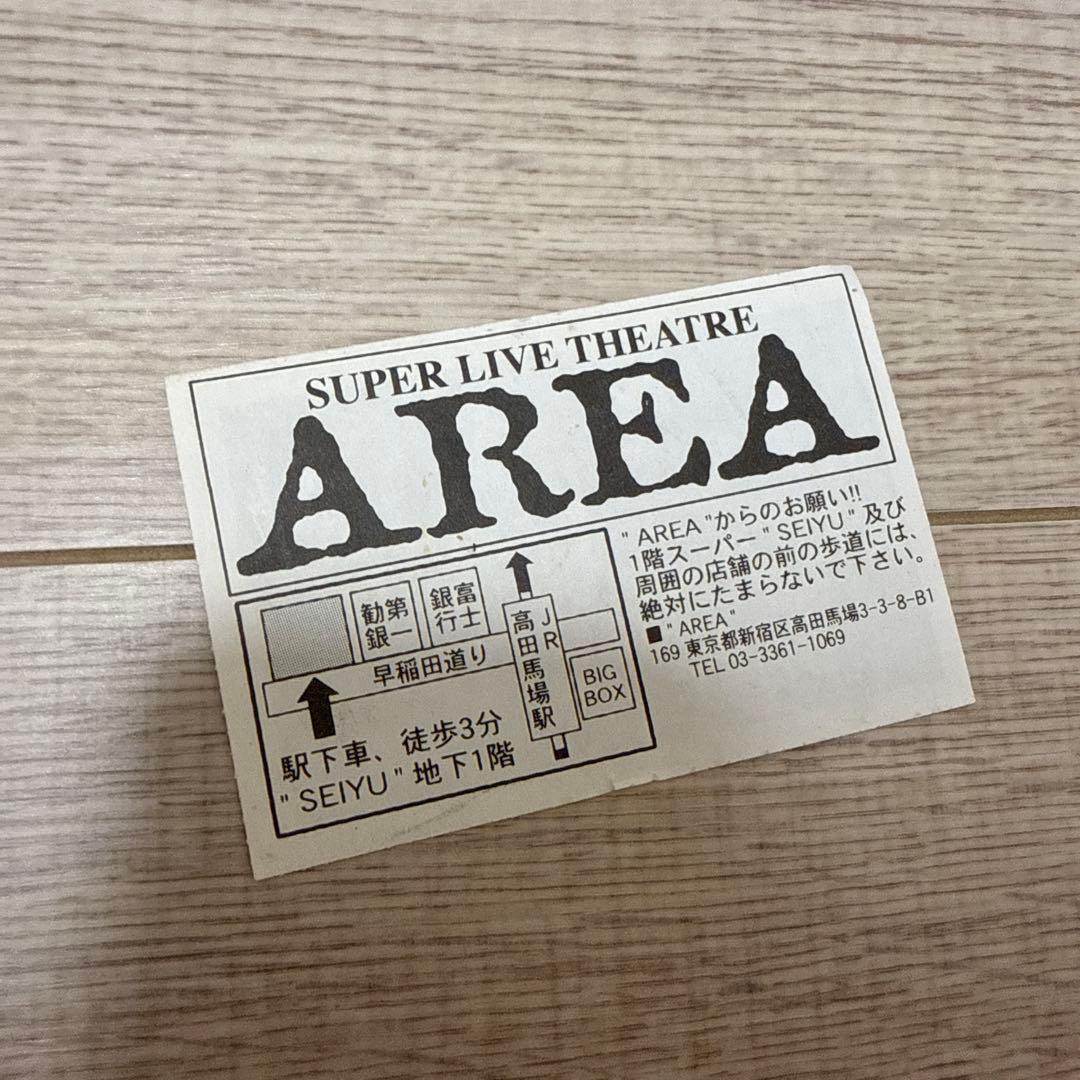 SUPER LIVE THEATRE
AREA
" AREA "からのお願い!!
1階スーパー" SEIYU " 及び
周囲の店舗の前の歩道には、
絶対にたまらないで下さい。
■" AREA"
169 東京都新宿区高田馬場3-3-8-B1
TEL 03-3361-1069
第一勧銀
富士銀行
早稲田通り
JR高田馬場駅
BIG
BOX
駅下車、徒歩3分
" SEIYU " 地下1階